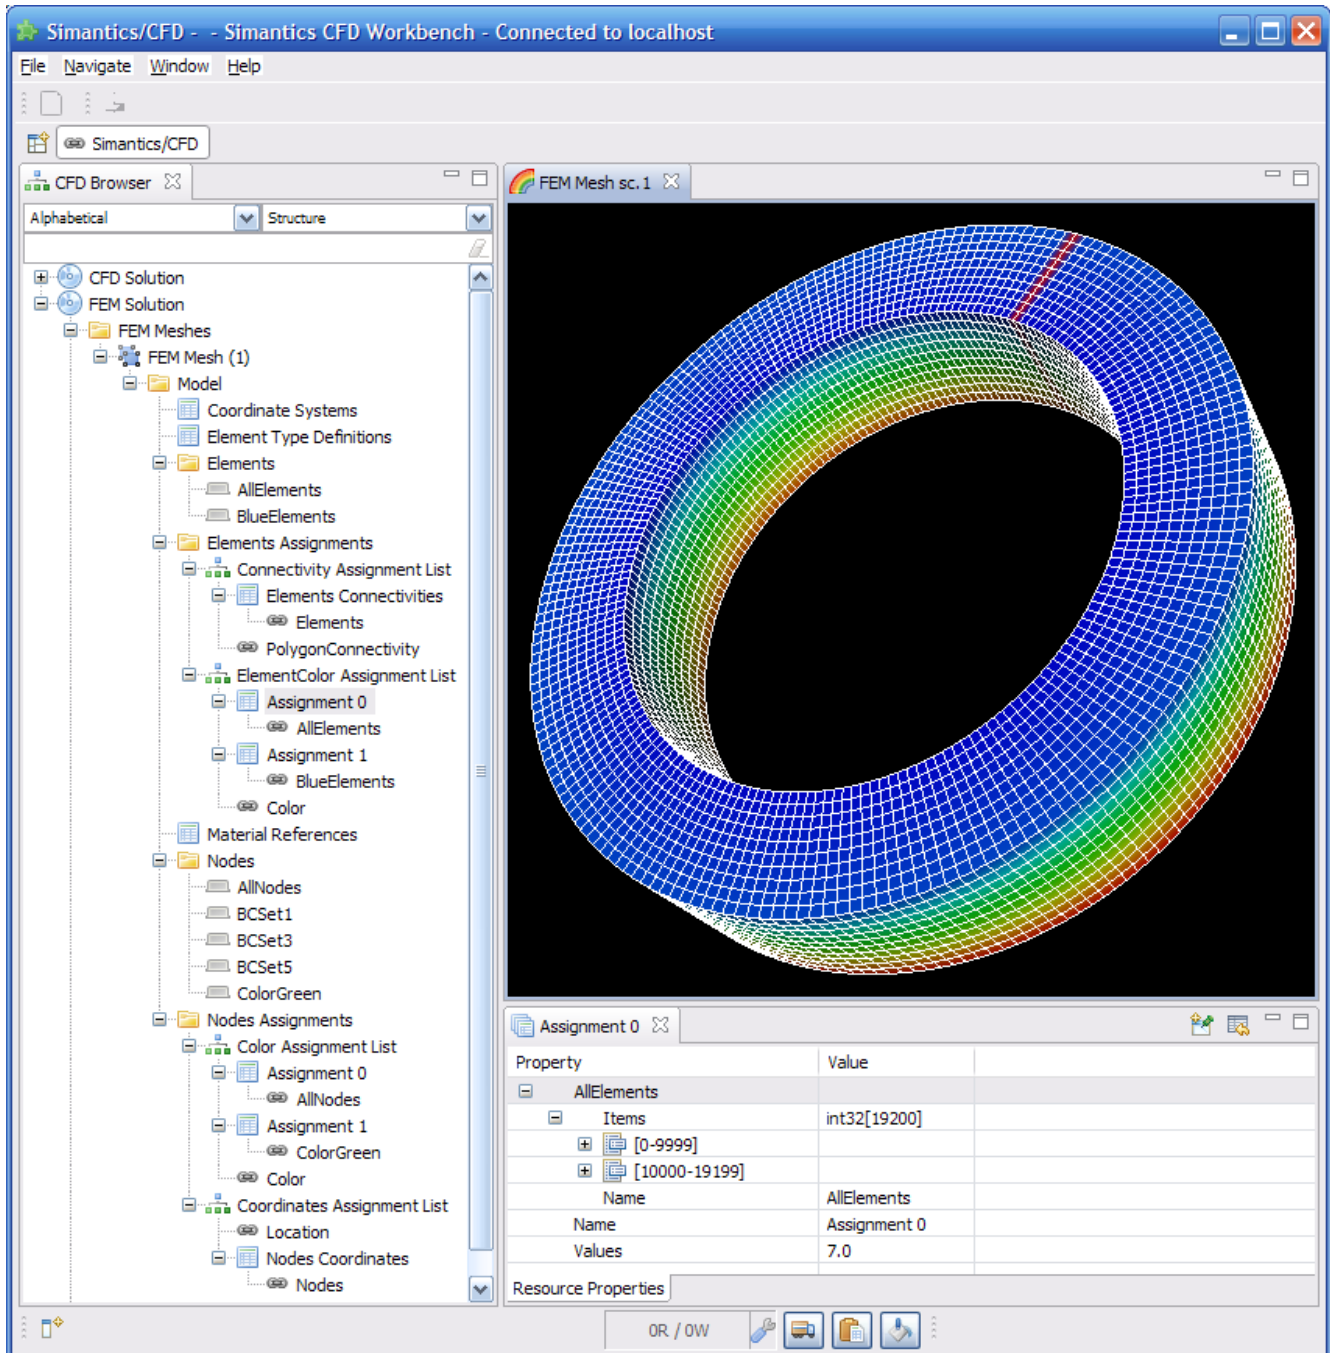 Simantics/CFD - - Simantics CFD Workbench - Connected to localhost
File Navigate Window Help
Simantics/CFD
CFD Browser
Alphabetical Structure
CFD Solution
FEM Solution
FEM Meshes
FEM Mesh (1)
Model
Coordinate Systems
Element Type Definitions
Elements
AllElements
BlueElements
Elements Assignments
Connectivity Assignment List
Elements Connectivities
Elements
PolygonConnectivity
ElementColor Assignment List
Assignment 0
AllElements
Assignment 1
BlueElements
Color
Material References
Nodes
AllNodes
BCSet1
BCSet3
BCSet5
ColorGreen
Nodes Assignments
Color Assignment List
Assignment 0
AllNodes
Assignment 1
ColorGreen
Color
Coordinates Assignment List
Location
Nodes Coordinates
Nodes
FEM Mesh sc.1
Assignment 0
Property Value
AllElements
Items int32[19200]
[0-9999]
[10000-19199]
Name AllElements
Name Assignment 0
Values 7.0
Resource Properties
0R / 0W